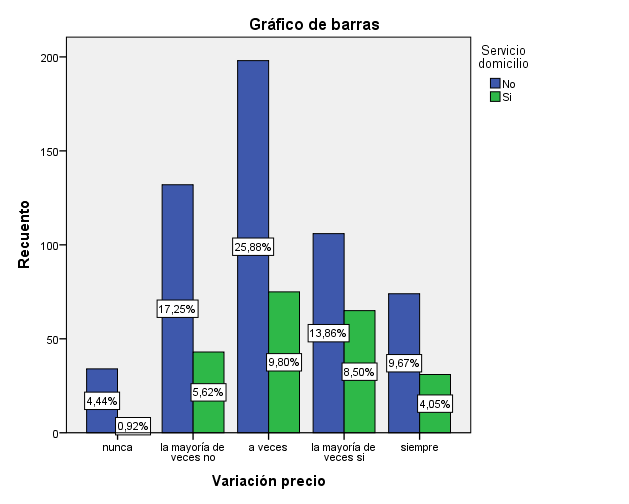 Gráfico de barras
Servicio
domicilio
No
Si
200
150
100
50
0
Recuento
4,44%
0,92%
17,25%
5,62%
25,88%
9,80%
13,86%
8,50%
9,67%
4,05%
nunca
la mayoría de
veces no
a veces
la mayoría de
veces si
siempre
Variación precio